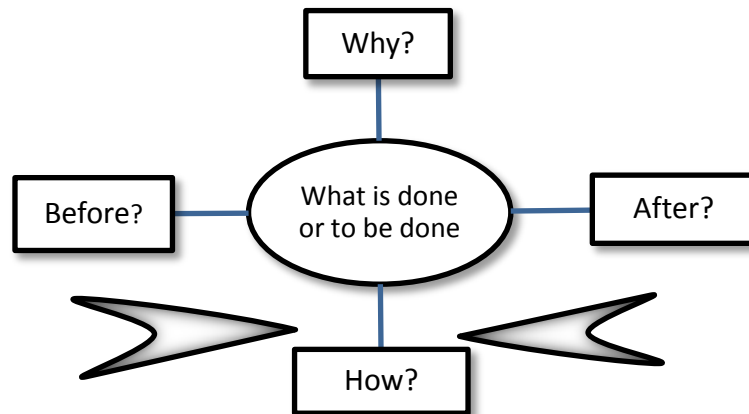 Why?
Before?
What is done
or to be done
After?
How?